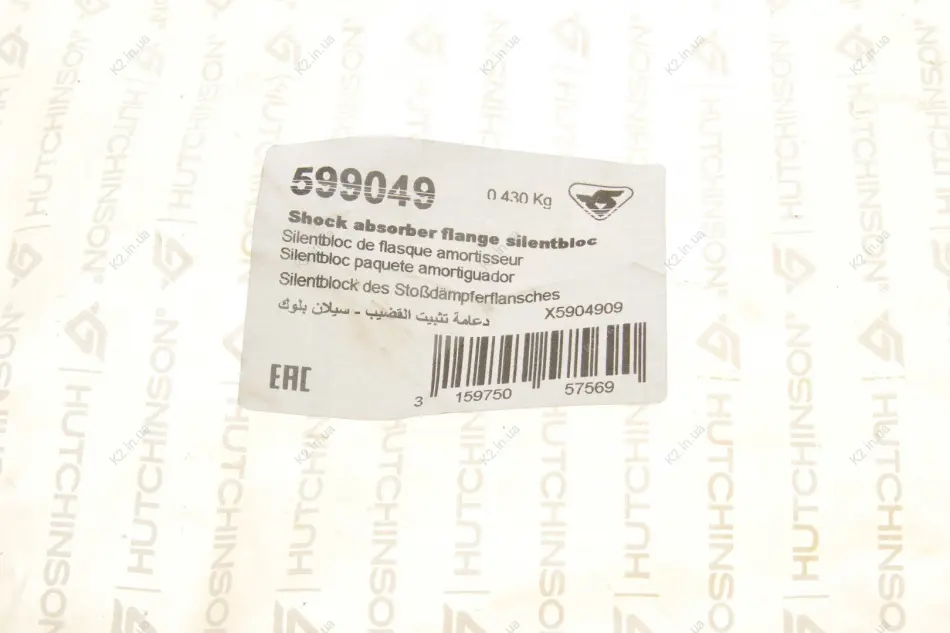 599049
0.430 Kg
Shock absorber flange silentbloc
Silentbloc de flasque amortisseur
Silentbloc paquete amortiguador
Silentblock des Stoßdämpferflansches
دعامة تثبيت القضيب - سيلان بلوك
X5904909
EAC
3 159750 57569
HUTCHINSON®
K2.in.ua